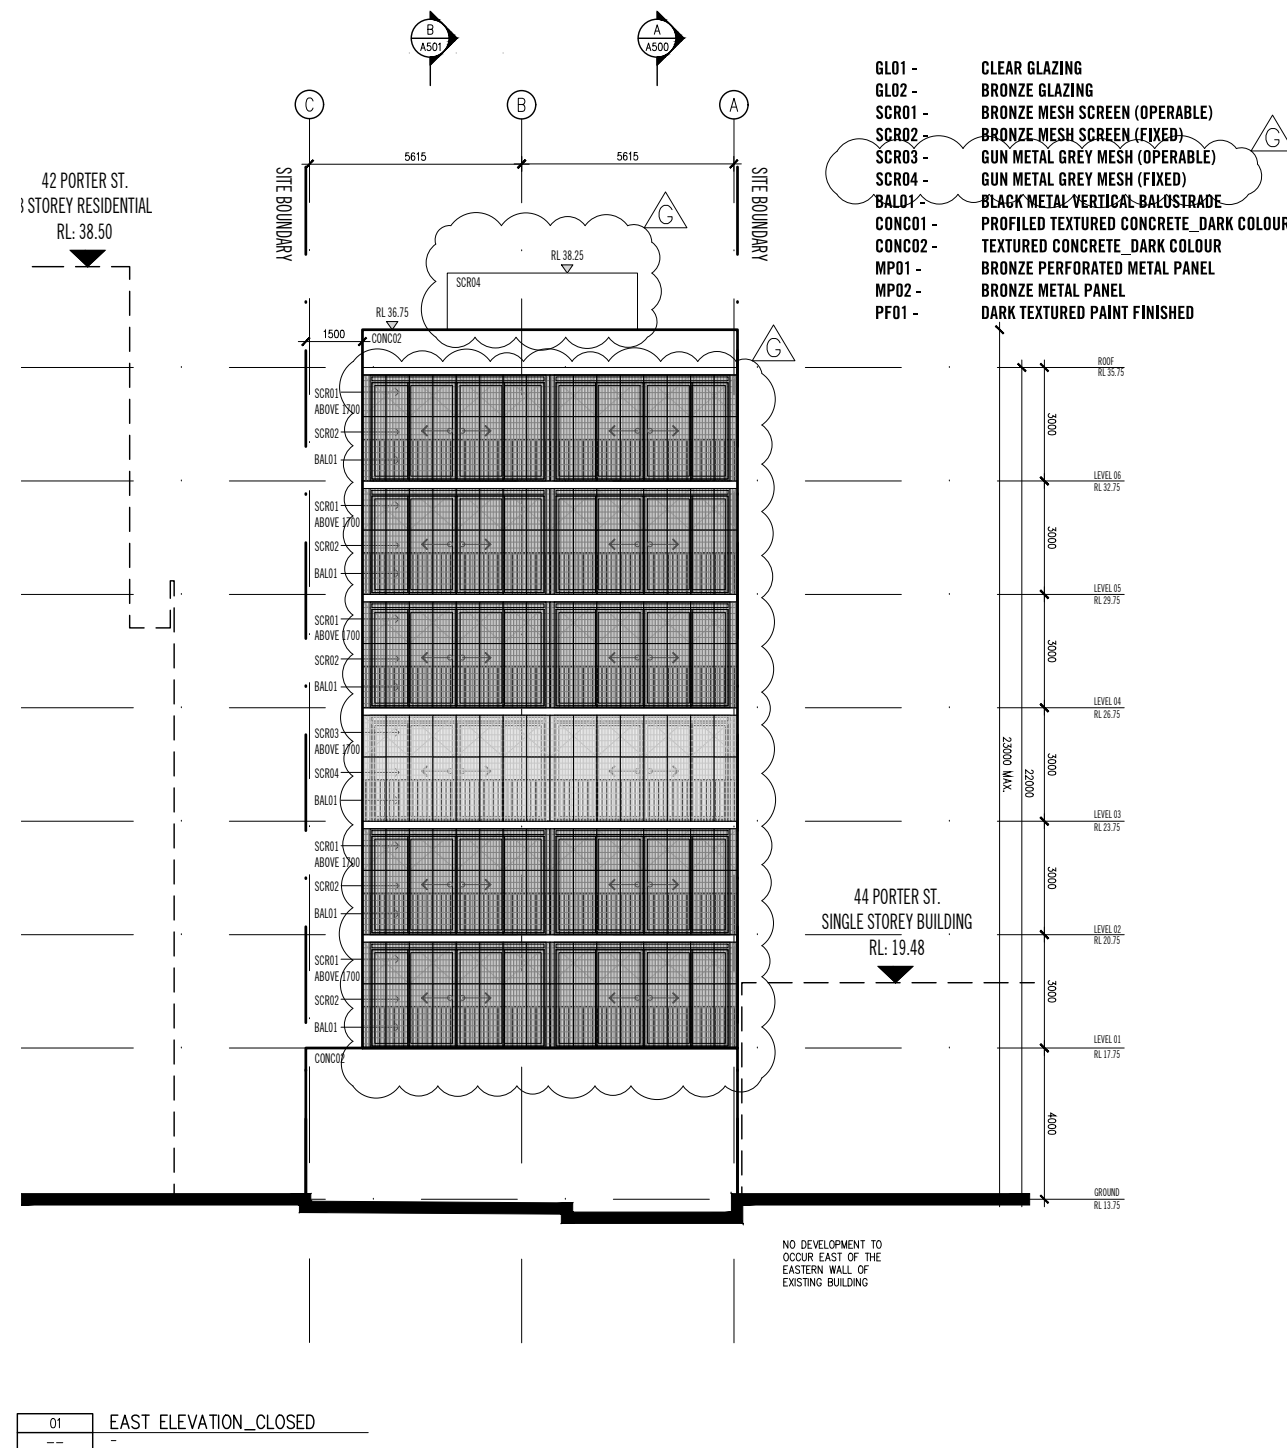 B
A501
A
A500
C
B
A
5615
5615
GL01 - CLEAR GLAZING
GL02 - BRONZE GLAZING
SCR01 - BRONZE MESH SCREEN (OPERABLE)
SCR02 - BRONZE MESH SCREEN (FIXED)
SCR03 - GUN METAL GREY MESH (OPERABLE)
SCR04 - GUN METAL GREY MESH (FIXED)
BAL01 - BLACK METAL VERTICAL BALUSTRADE
CONC01 - PROFILED TEXTURED CONCRETE_DARK COLOUR
CONC02 - TEXTURED CONCRETE_DARK COLOUR
MP01 - BRONZE PERFORATED METAL PANEL
MP02 - BRONZE METAL PANEL
PF01 - DARK TEXTURED PAINT FINISHED
G
42 PORTER ST.
STOREY RESIDENTIAL
RL: 38.50
SITE BOUNDARY
SITE BOUNDARY
G
RL 38.25
SCR04
RL 36.75
1500
CONC02
G
SCR01
ABOVE 1700
SCR02
BAL01
SCR01
ABOVE 1700
SCR02
BAL01
SCR01
ABOVE 1700
SCR02
BAL01
SCR03
ABOVE 1700
SCR04
BAL01
SCR01
ABOVE 1700
SCR02
BAL01
SCR01
ABOVE 1700
SCR02
BAL01
CONC02
ROOF
RL 35.75
3000
LEVEL 06
RL 32.75
3000
LEVEL 05
RL 29.75
3000
LEVEL 04
RL 26.75
23000 MAX.
22000
3000
LEVEL 03
RL 23.75
3000
LEVEL 02
RL 20.75
3000
LEVEL 01
RL 17.75
4000
GROUND
RL 13.75
44 PORTER ST.
SINGLE STOREY BUILDING
RL: 19.48
NO DEVELOPMENT TO
OCCUR EAST OF THE
EASTERN WALL OF
EXISTING BUILDING
01 EAST ELEVATION_CLOSED
-- -